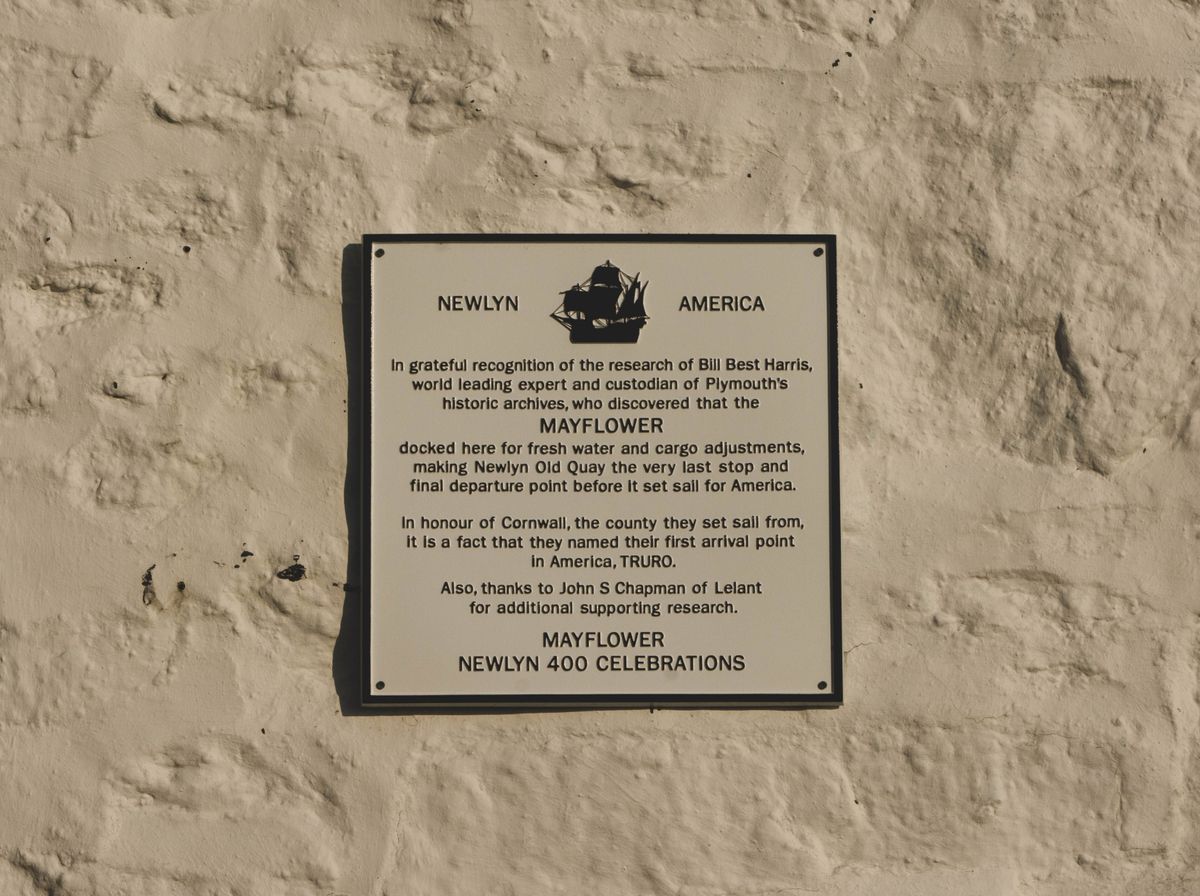 NEWLYN AMERICA
In grateful recognition of the research of Bill Best Harris,
world leading expert and custodian of Plymouth's
historic archives, who discovered that the
MAYFLOWER
docked here for fresh water and cargo adjustments,
making Newlyn Old Quay the very last stop and
final departure point before it set sail for America.
In honour of Cornwall, the county they set sail from,
it is a fact that they named their first arrival point
in America, TRURO.
Also, thanks to John S Chapman of Lelant
for additional supporting research.
MAYFLOWER
NEWLYN 400 CELEBRATIONS